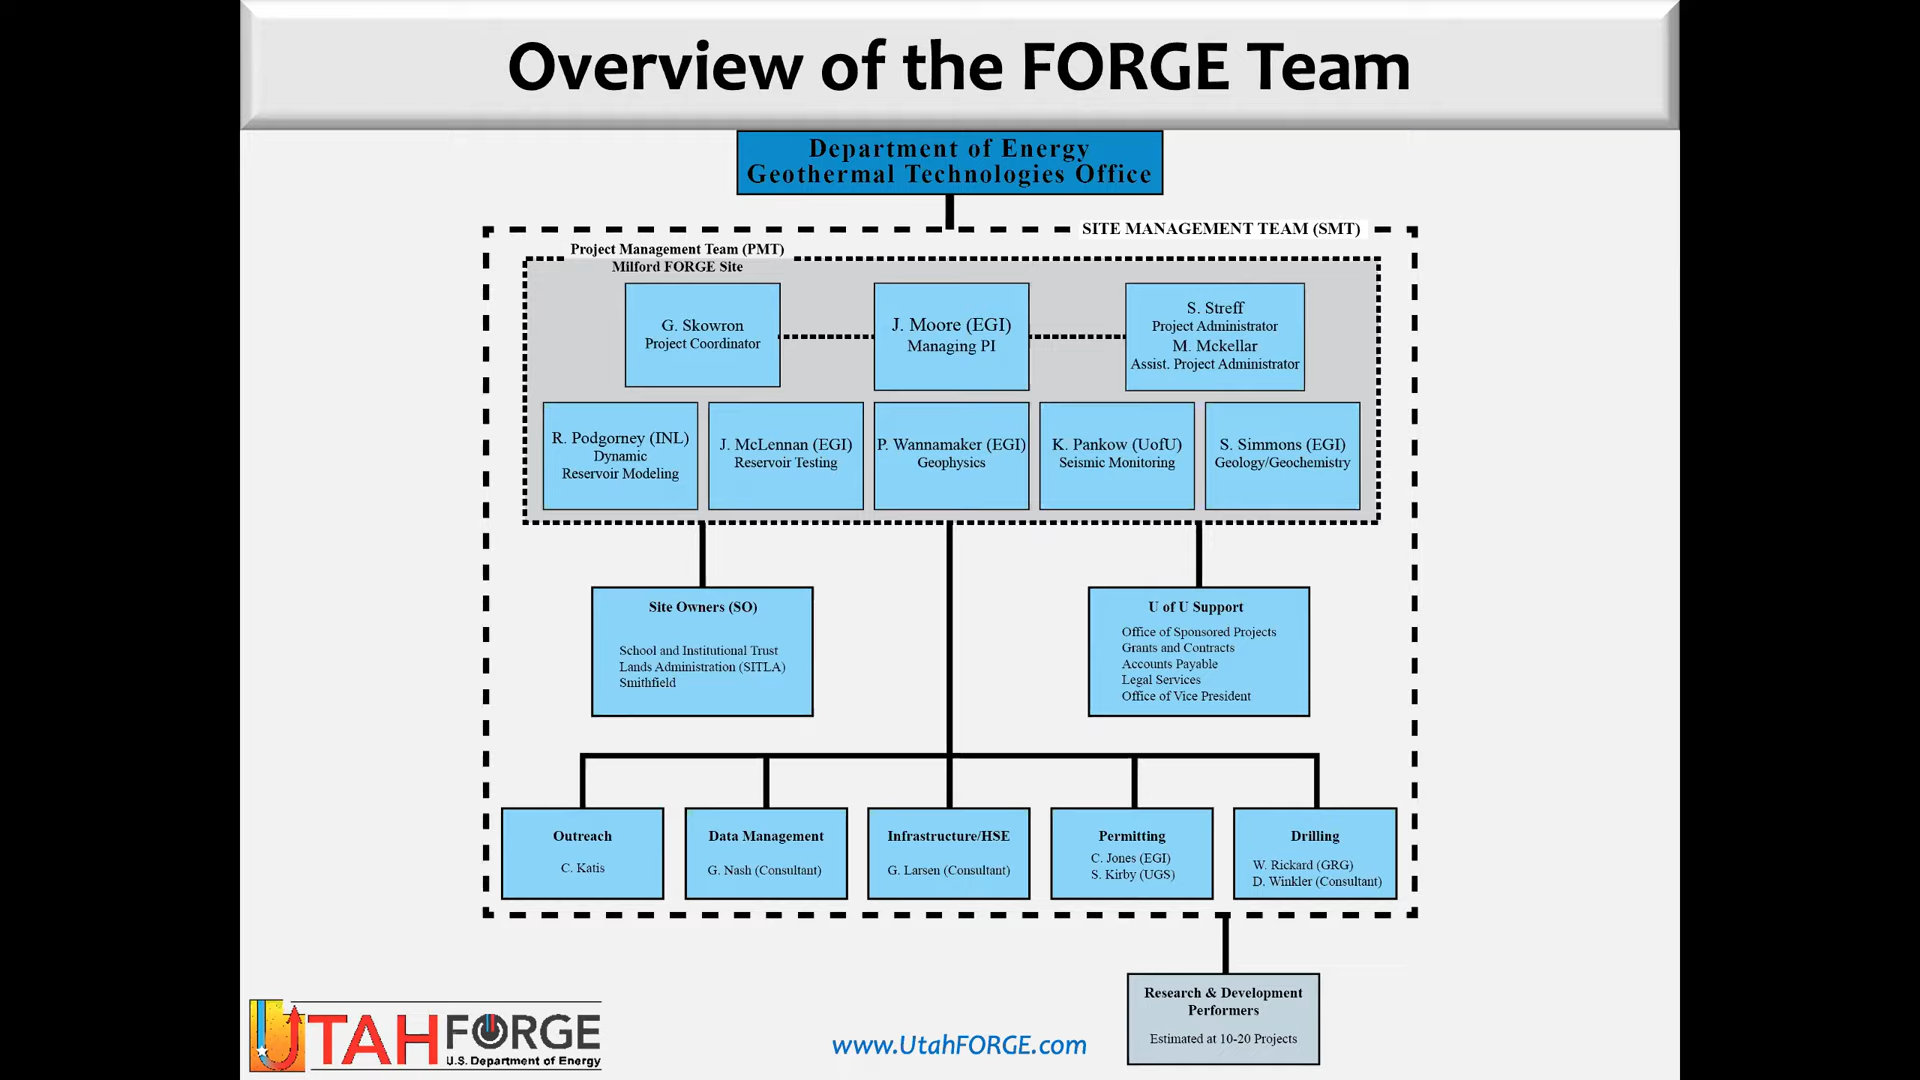 Overview of the FORGE Team
Department of Energy
Geothermal Technologies Office
SITE MANAGEMENT TEAM (SMT)
Project Management Team (PMT)
Milford FORGE Site
G. Skowron
Project Coordinator
J. Moore (EGI)
Managing PI
S. Streff
Project Administrator
M. Mckellar
Assist. Project Administrator
R. Podgorney (INL)
Dynamic
Reservoir Modeling
J. McLennan (EGI)
Reservoir Testing
P. Wannamaker (EGI)
Geophysics
K. Pankow (UofU)
Seismic Monitoring
S. Simmons (EGI)
Geology/Geochemistry
Site Owners (SO)
School and Institutional Trust
Lands Administration (SITLA)
Smithfield
U of U Support
Office of Sponsored Projects
Grants and Contracts
Accounts Payable
Legal Services
Office of Vice President
Outreach
C. Katis
Data Management
G. Nash (Consultant)
Infrastructure/HSE
G. Larsen (Consultant)
Permitting
C. Jones (EGI)
S. Kirby (UGS)
Drilling
W. Rickard (GRG)
D. Winkler (Consultant)
Research & Development
Performers
Estimated at 10-20 Projects
UTAH FORGE
U.S. Department of Energy
www.UtahFORGE.com